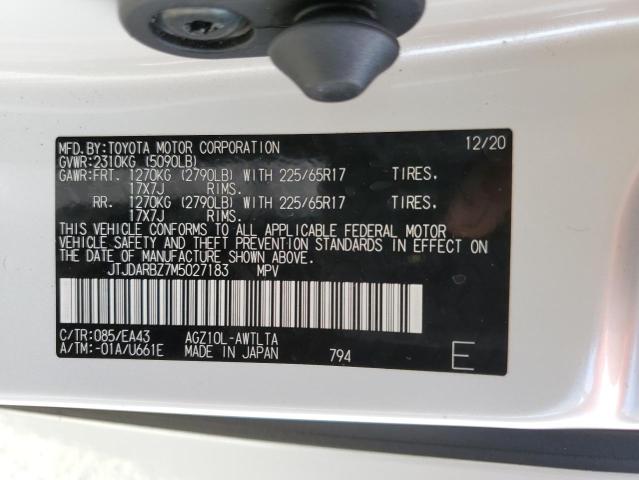 MFD.BY:TOYOTA MOTOR CORPORATION 12/20
GVWR:2310KG (5090LB)
GAWR:FRT. 1270KG (2790LB) WITH 225/65R17 TIRES.
17X7J RIMS.
RR. 1270KG (2790LB) WITH 225/65R17 TIRES.
17X7J RIMS.
THIS VEHICLE CONFORMS TO ALL APPLICABLE FEDERAL MOTOR
VEHICLE SAFETY AND THEFT PREVENTION STANDARDS IN EFFECT ON
THE DATE OF MANUFACTURE SHOWN ABOVE.
JTJDARBZ7M5027183 MPV
C/TR:085/EA43 AGZ10L-AWTLTA
A/TM:-01A/U661E MADE IN JAPAN 794 E